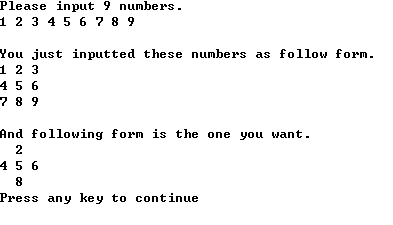 Please input 9 numbers.
1 2 3 4 5 6 7 8 9
You just inputted these numbers as follow form.
1 2 3
4 5 6
7 8 9
And following form is the one you want.
  2
4 5 6
  8
Press any key to continue